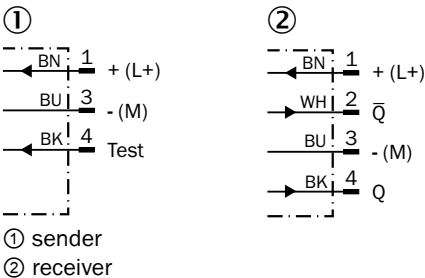 ① ②
BN 1 + (L+)
BU 3 - (M)
BK 4 Test
BN 1 + (L+)
WH 2 Q̅
BU 3 - (M)
BK 4 Q
① sender
② receiver